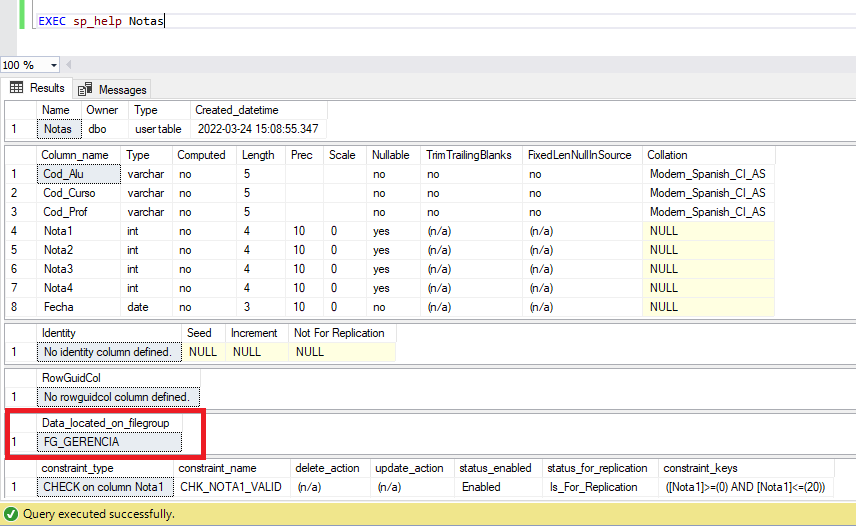 EXEC sp_help Notas
100 %
Results Messages
Name Owner Type Created_datetime
1 Notas dbo user table 2022-03-24 15:08:55.347
Column_name Type Computed Length Prec Scale Nullable TrimTrailingBlanks FixedLenNullInSource Collation
1 Cod_Alu varchar no 5 no no no Modern_Spanish_CI_AS
2 Cod_Curso varchar no 5 no no no Modern_Spanish_CI_AS
3 Cod_Prof varchar no 5 no no no Modern_Spanish_CI_AS
4 Nota1 int no 4 10 0 yes (n/a) (n/a) NULL
5 Nota2 int no 4 10 0 yes (n/a) (n/a) NULL
6 Nota3 int no 4 10 0 yes (n/a) (n/a) NULL
7 Nota4 int no 4 10 0 yes (n/a) (n/a) NULL
8 Fecha date no 3 10 0 no (n/a) (n/a) NULL
Identity Seed Increment Not For Replication
1 No identity column defined. NULL NULL NULL
RowGuidCol
1 No rowguidcol column defined.
Data_located_on_filegroup
1 FG_GERENCIA
constraint_type constraint_name delete_action update_action status_enabled status_for_replication constraint_keys
1 CHECK on column Nota1 CHK_NOTA1_VALID (n/a) (n/a) Enabled Is_For_Replication ([Nota1]>=(0) AND [Nota1]<=(20))
Query executed successfully.